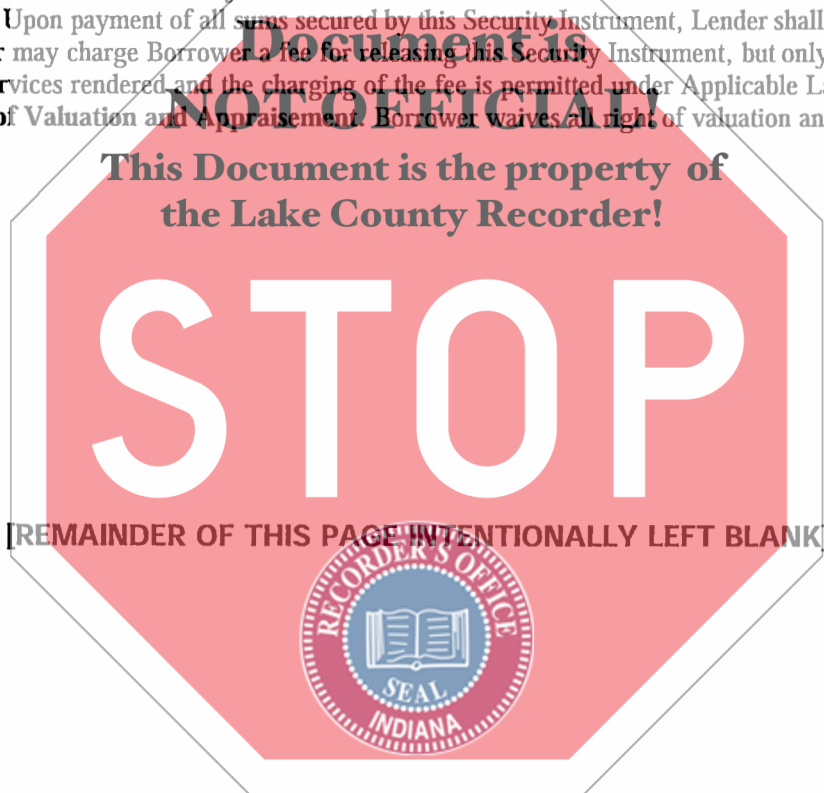 Upon payment of all sums secured by this Security Instrument, Lender shall
may charge Borrower a fee for releasing this Security Instrument, but only
rvices rendered and the charging of the fee is permitted under Applicable La
of Valuation and Appraisement. Borrower waives all right of valuation an
Document is
NOT OFFICIAL!
This Document is the property of
the Lake County Recorder!
STOP
[REMAINDER OF THIS PAGE INTENTIONALLY LEFT BLANK]
RECORDER'S OFFICE
SEAL
INDIANA